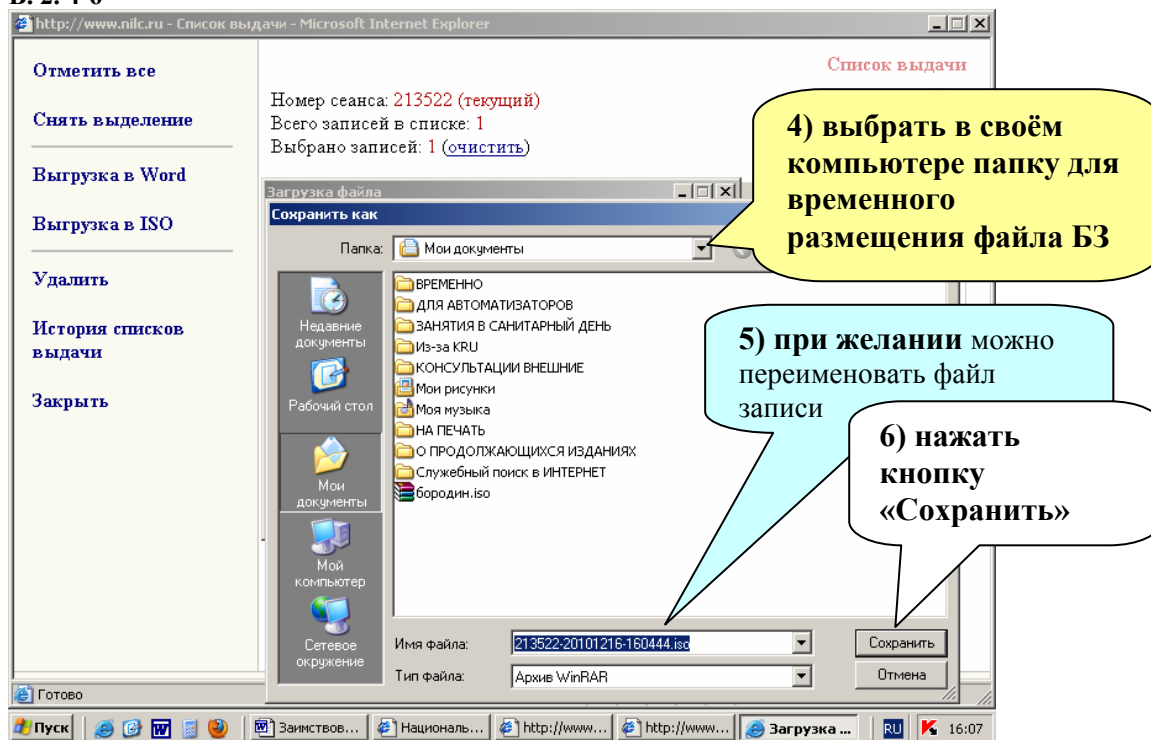 http://www.nilc.ru - Список выдачи - Microsoft Internet Explorer
Отметить все
Снять выделение
Выгрузка в Word
Выгрузка в ISO
Удалить
История списков
выдачи
Закрыть
Список выдачи
Номер сеанса: 213522 (текущий)
Всего записей в списке: 1
Выбрано записей: 1 (очистить)
4) выбрать в своём
компьютере папку для
временного
размещения файла БЗ
Загрузка файла
Сохранить как
Папка:
Мои документы
Недавние
документы
Рабочий стол
Мои
документы
Мой
компьютер
Сетевое
окружение
ВРЕМЕННО
ДЛЯ АВТОМАТИЗАТОРОВ
ЗАНЯТИЯ В САНИТАРНЫЙ ДЕНЬ
Из-за KRU
КОНСУЛЬТАЦИИ ВНЕШНИЕ
Мои рисунки
Моя музыка
НА ПЕЧАТЬ
О ПРОДОЛЖАЮЩИХСЯ ИЗДАНИЯХ
Служебный поиск в ИНТЕРНЕТ
бородин.iso
5) при желании можно
переименовать файл
записи
6) нажать
кнопку
«Сохранить»
Имя файла:
213522-20101216-160444.iso
Сохранить
Тип файла:
Архив WinRAR
Отмена
Готово
Пуск
Заимствов...
Националь...
http://www...
http://www...
Загрузка ...
RU
16:07